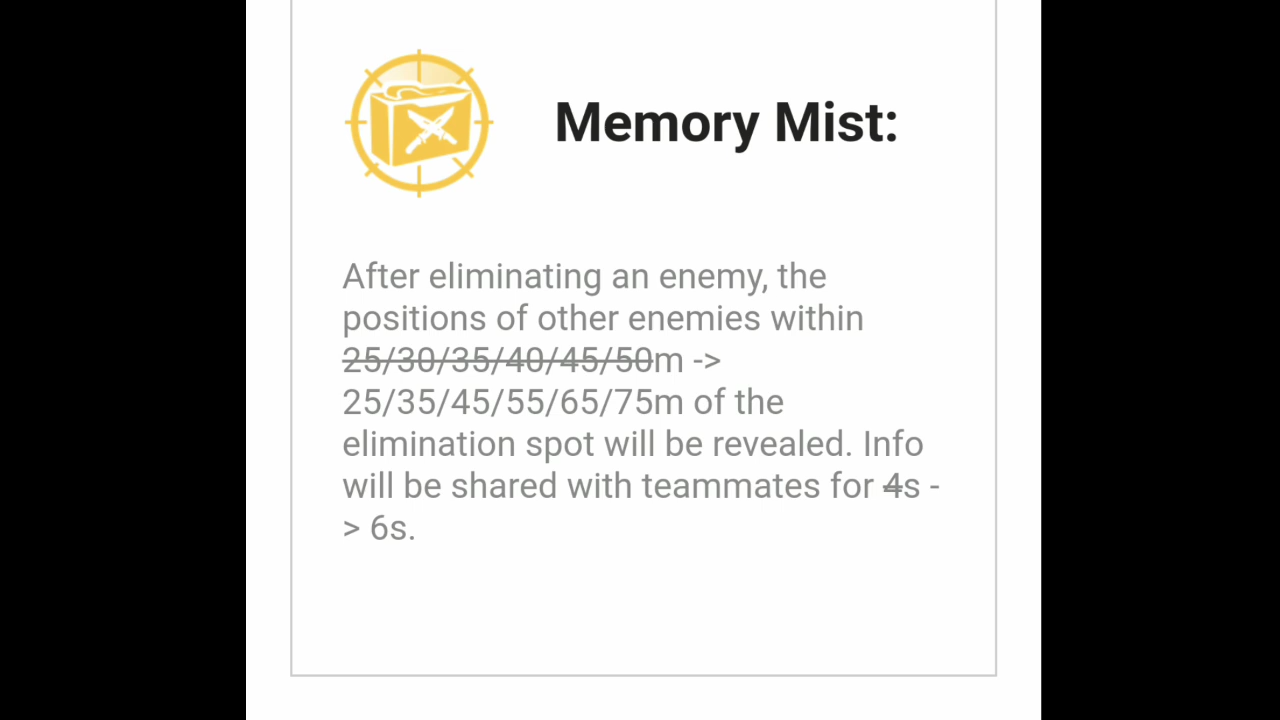 Memory Mist:
After eliminating an enemy, the
positions of other enemies within
25/30/35/40/45/50m ->
25/35/45/55/65/75m of the
elimination spot will be revealed. Info
will be shared with teammates for 4s -
> 6s.